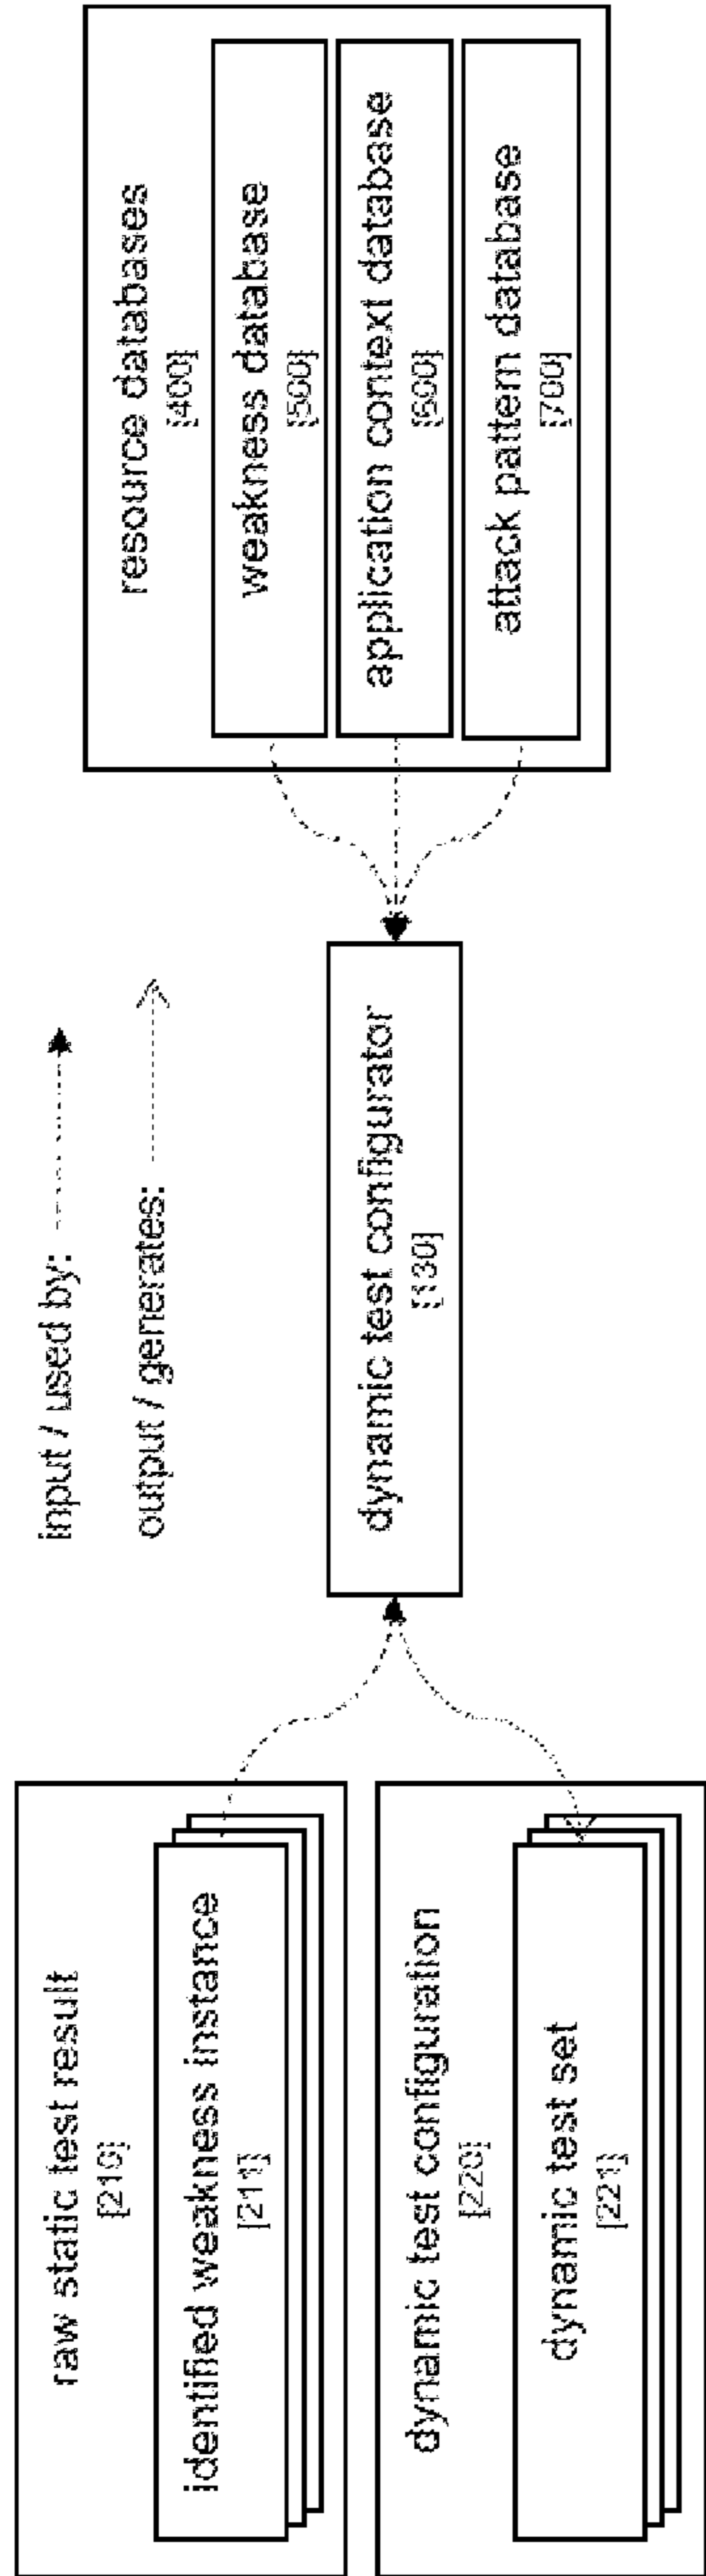 raw static test result
[210]
identified weakness instance
[211]
dynamic test configuration
[220]
dynamic test set
[221]
input / used by:
output / generates:
dynamic test configurator
[130]
resource databases
[400]
weakness database
[500]
application context database
[600]
attack pattern database
[700]